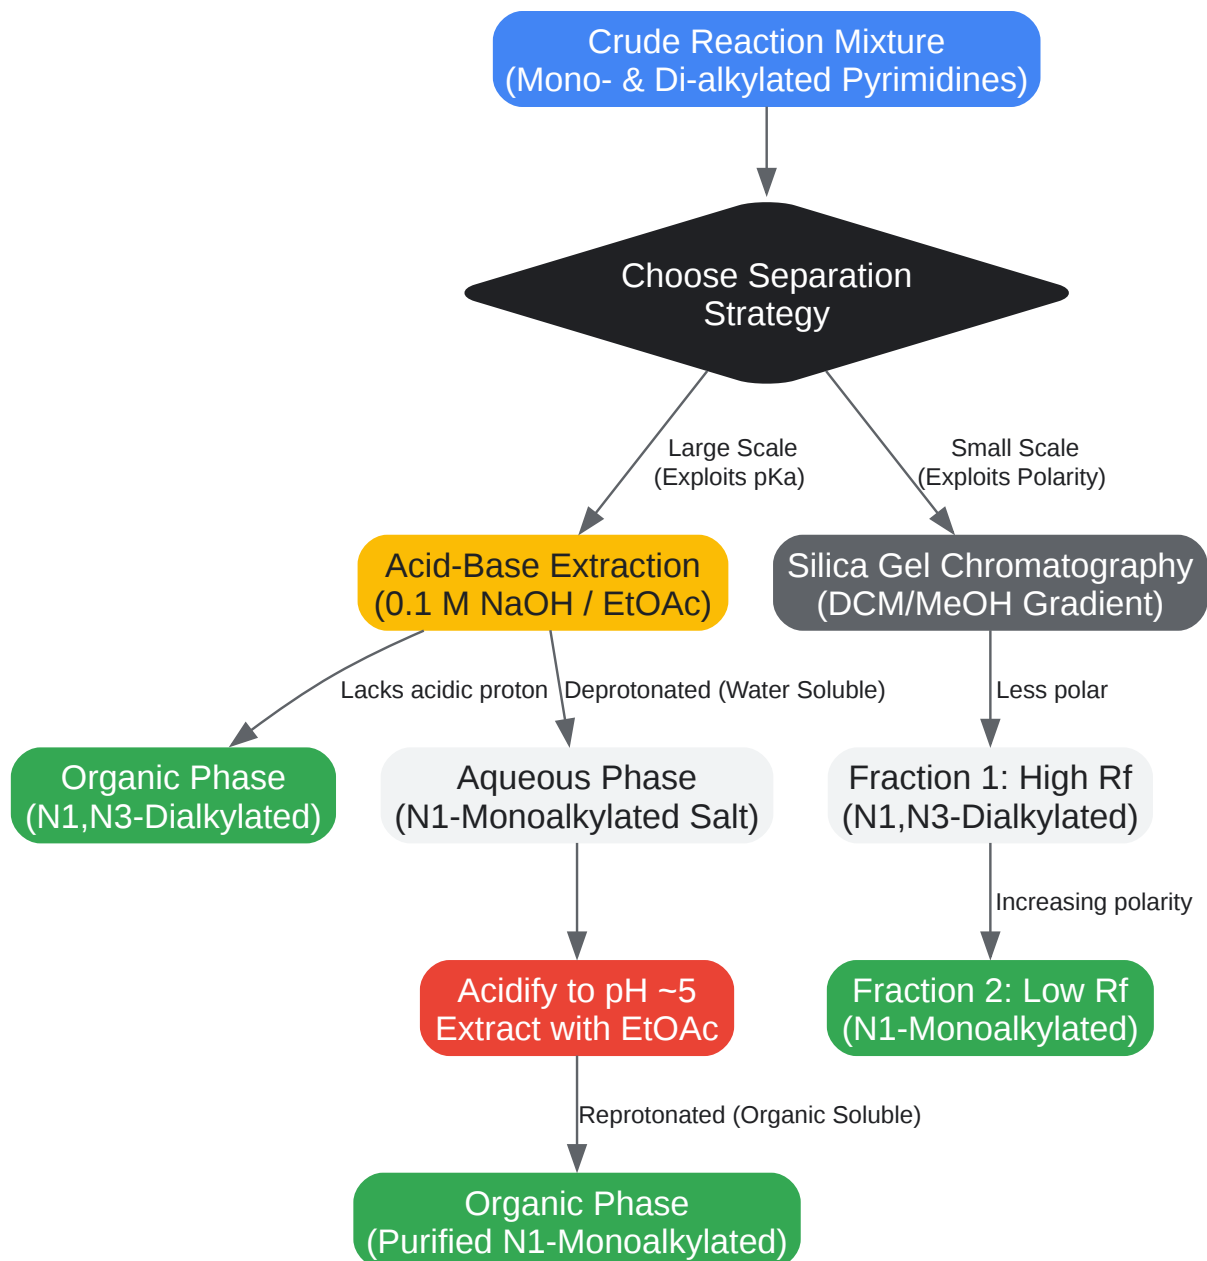 Crude Reaction Mixture
(Mono- & Di-alkylated Pyrimidines)
Choose Separation
Strategy
Large Scale
(Exploits pKa)
Small Scale
(Exploits Polarity)
Acid-Base Extraction
(0.1 M NaOH / EtOAc)
Silica Gel Chromatography
(DCM/MeOH Gradient)
Lacks acidic proton
Deprotonated (Water Soluble)
Less polar
Organic Phase
(N1,N3-Dialkylated)
Aqueous Phase
(N1-Monoalkylated Salt)
Fraction 1: High Rf
(N1,N3-Dialkylated)
Increasing polarity
Acidify to pH ~5
Extract with EtOAc
Fraction 2: Low Rf
(N1-Monoalkylated)
Reprotonated (Organic Soluble)
Organic Phase
(Purified N1-Monoalkylated)